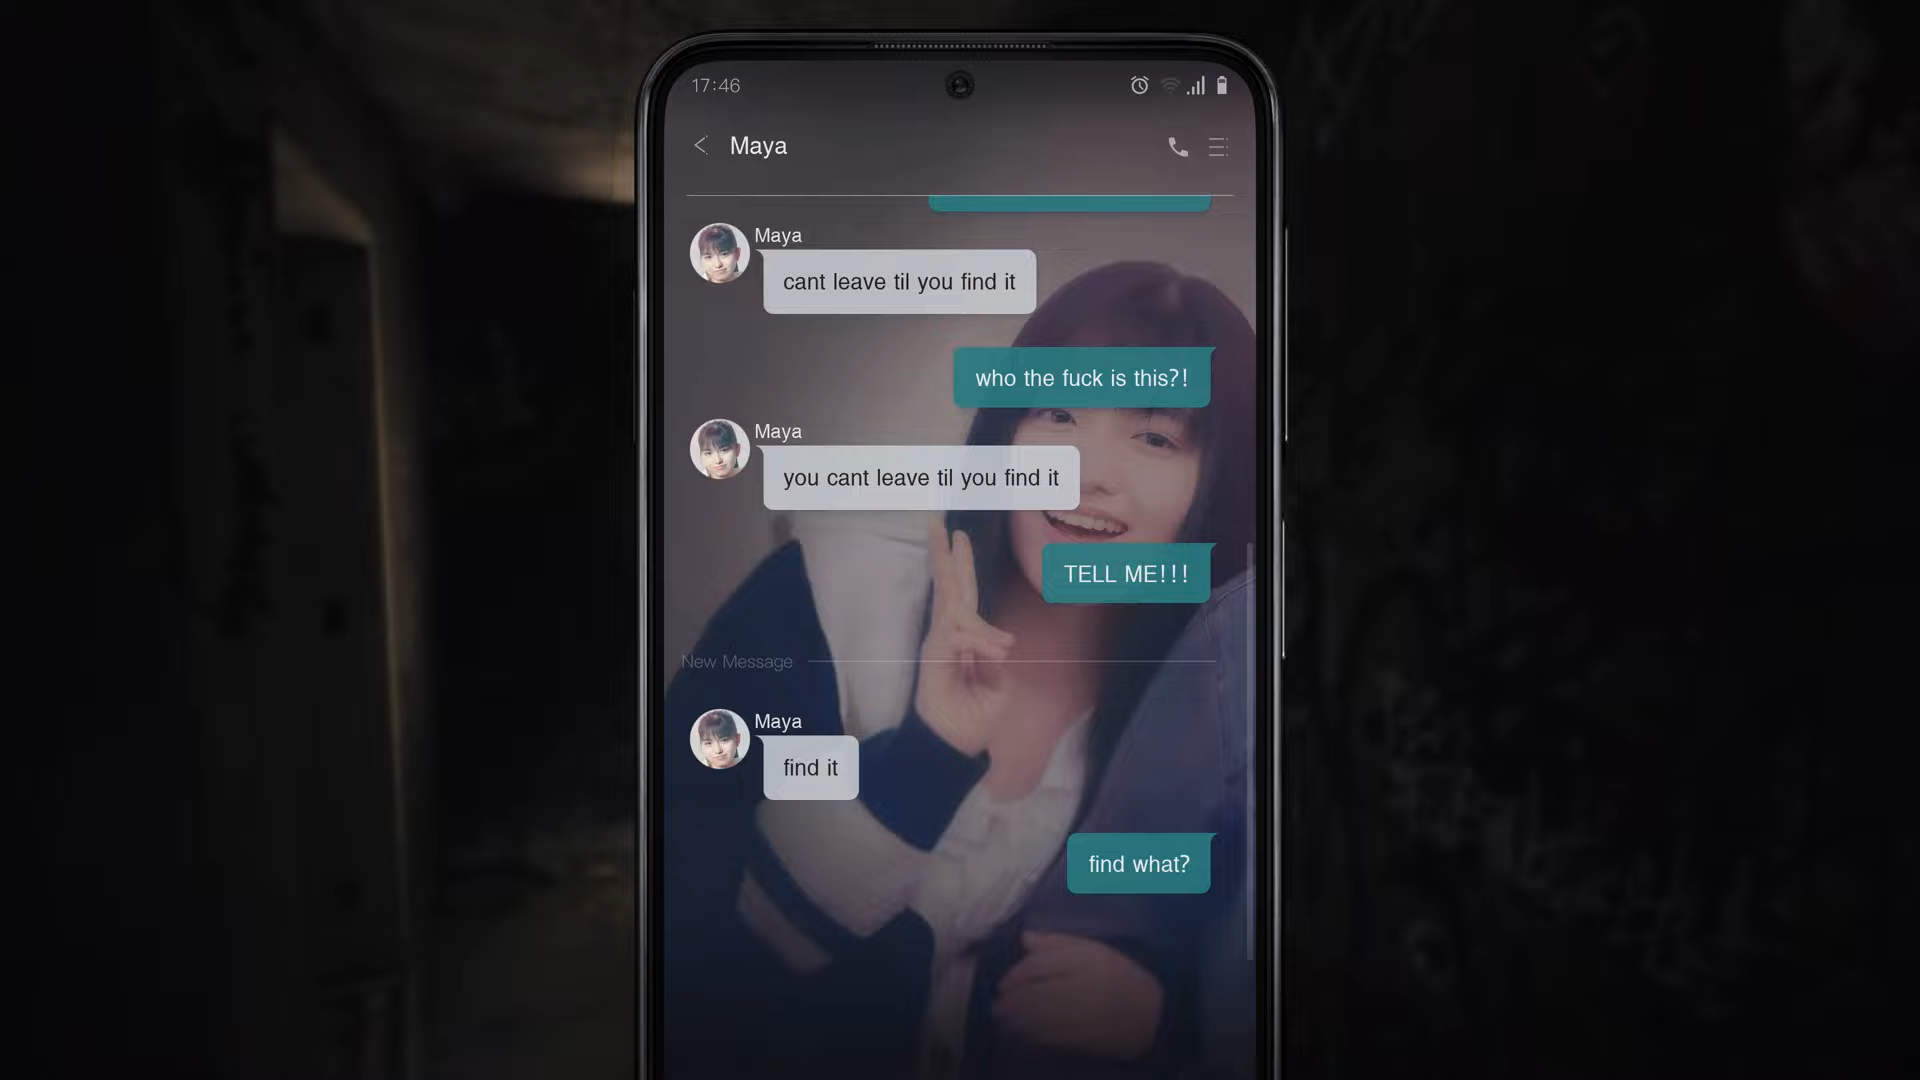 17:46
Maya
Maya
cant leave til you find it
who the fuck is this?!
Maya
you cant leave til you find it
TELL ME!!!
New Message
Maya
find it
find what?